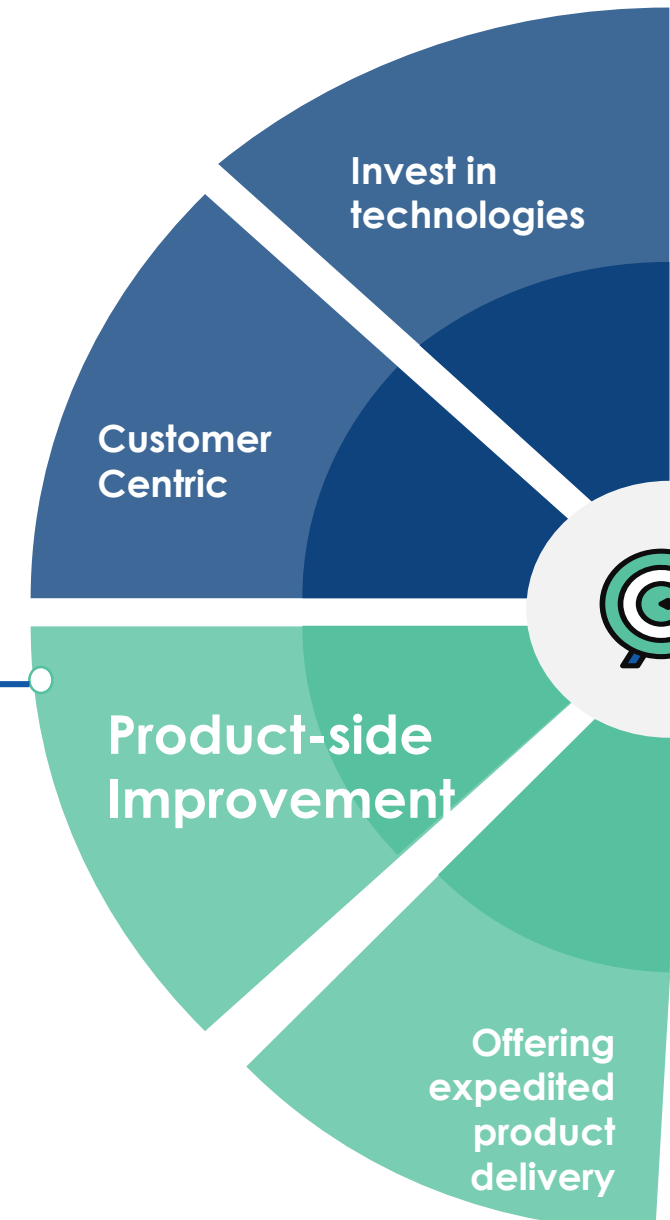 Invest in
technologies
Customer
Centric
Product-side
Improvement
Offering
expedited
product
delivery